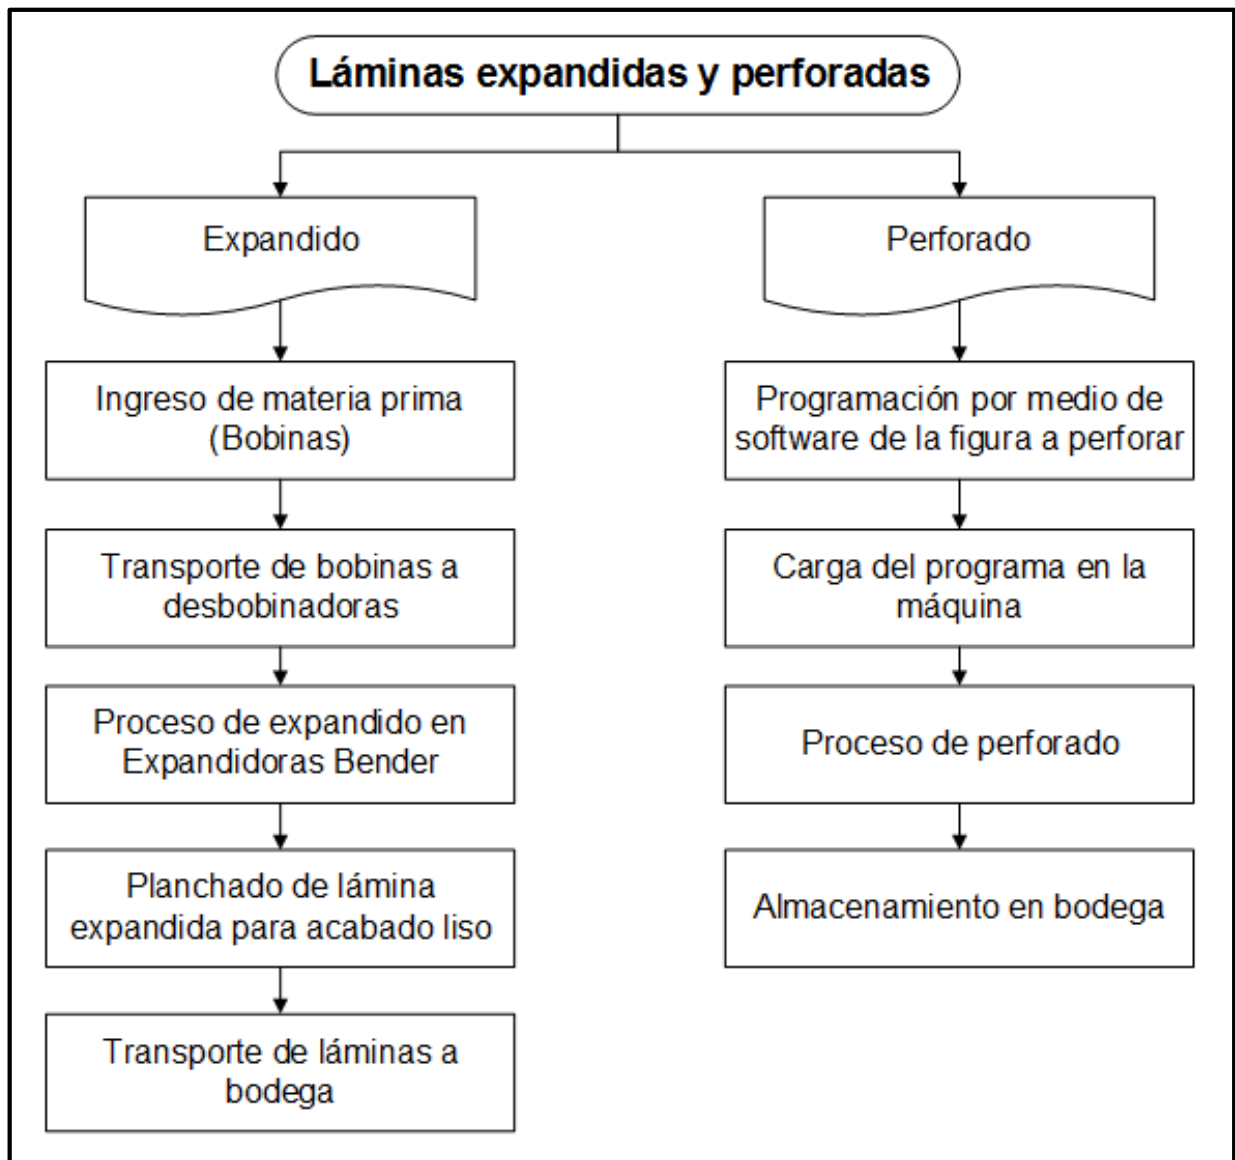 Láminas expandidas y perforadas
Expandido
Ingreso de materia prima
(Bobinas)
Transporte de bobinas a
desbobinadoras
Proceso de expandido en
Expandidoras Bender
Planchado de lámina
expandida para acabado liso
Transporte de láminas a
bodega
Perforado
Programación por medio de
software de la figura a perforar
Carga del programa en la
máquina
Proceso de perforado
Almacenamiento en bodega